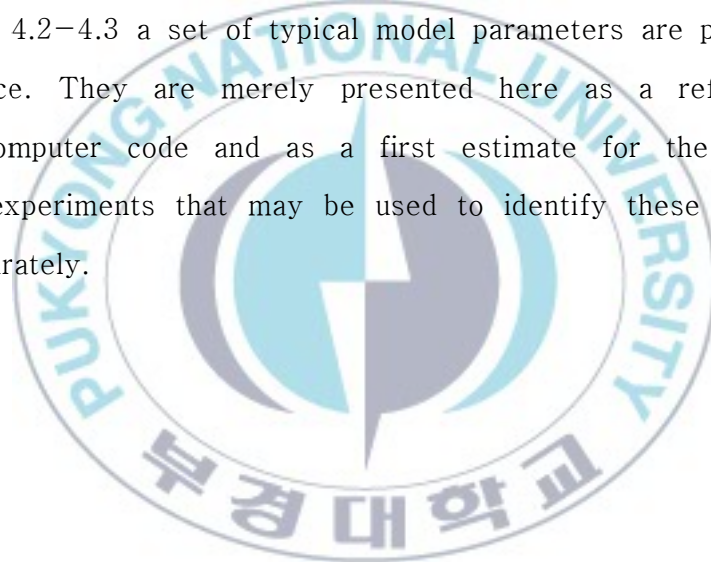 4.2-4.3 a set of typical model parameters are p
ce. They are merely presented here as a ref
omputer code and as a first estimate for the
experiments that may be used to identify these
urately.
PUKYONG NATIONAL UNIVERSITY
부경대학교